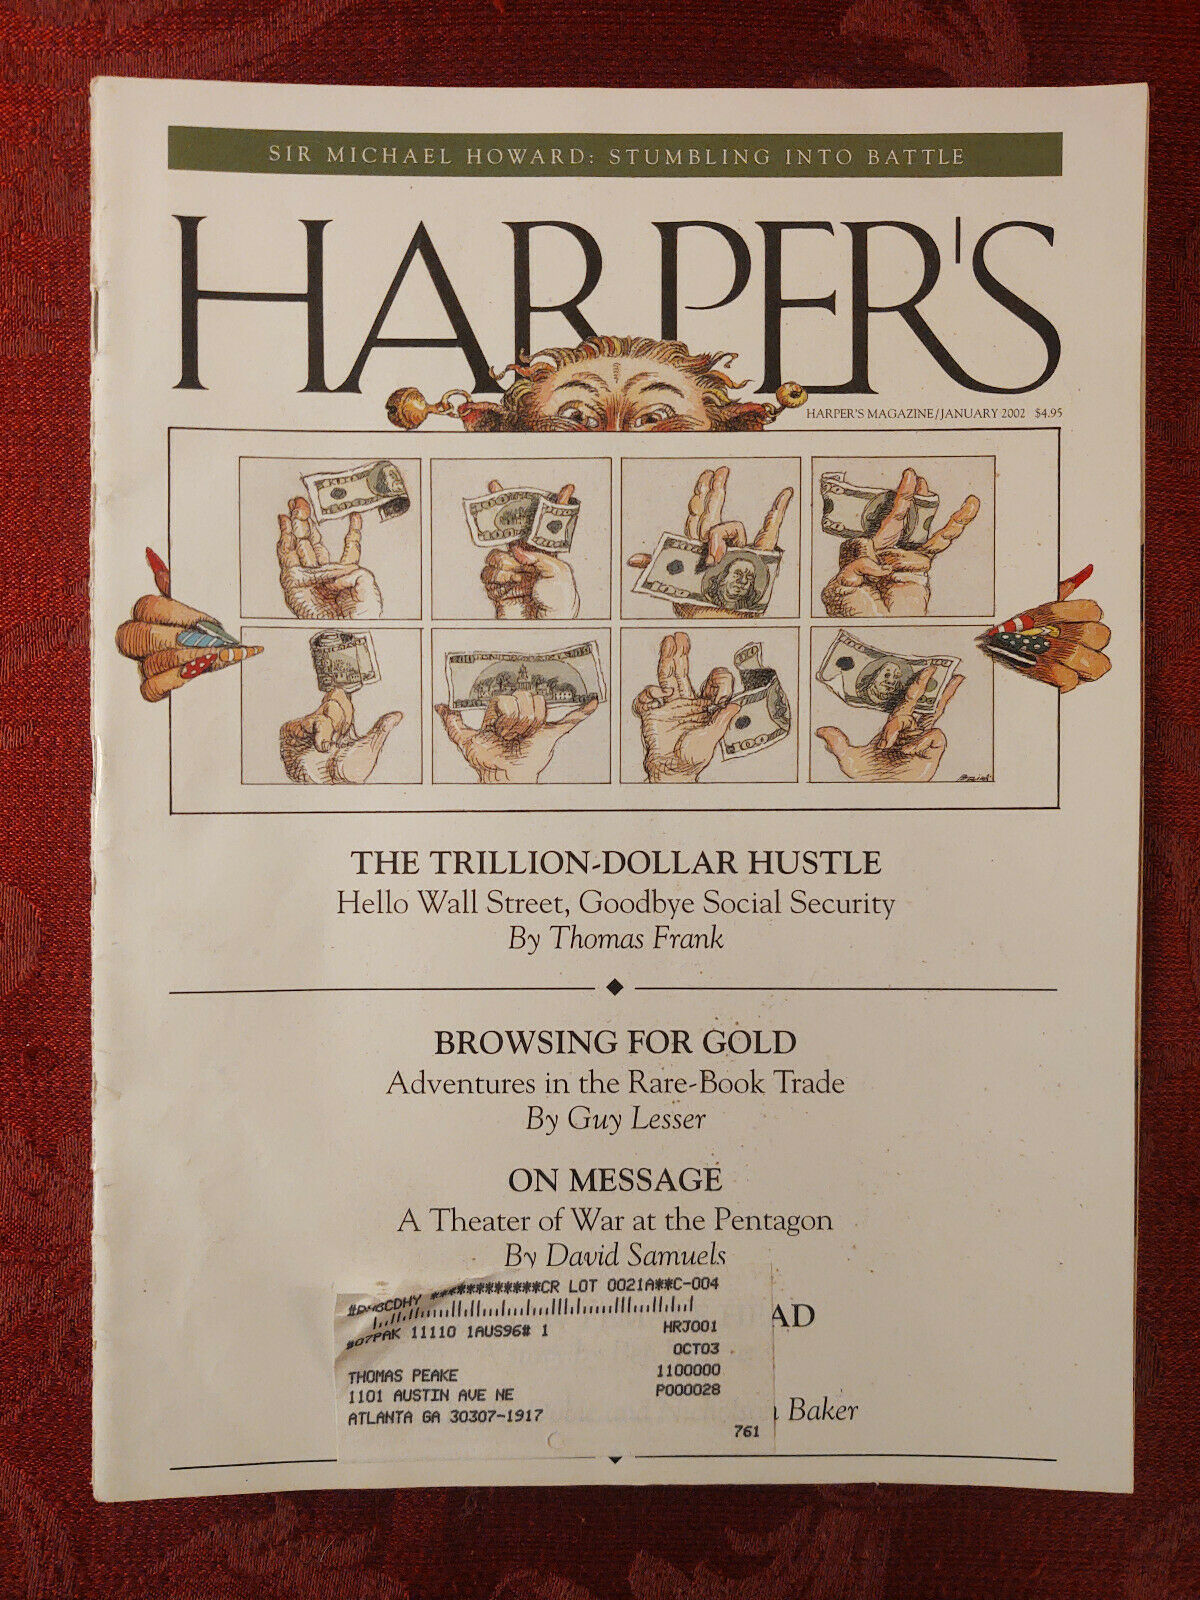 SIR MICHAEL HOWARD: STUMBLING INTO BATTLE
HARPER'S
HARPER'S MAGAZINE/JANUARY 2002 $4.95
THE TRILLION-DOLLAR HUSTLE
Hello Wall Street, Goodbye Social Security
By Thomas Frank
BROWSING FOR GOLD
Adventures in the Rare-Book Trade
By Guy Lesser
ON MESSAGE
A Theater of War at the Pentagon
By David Samuels
************CR LOT 0021A**C-004
#07PAK 11110 1AUS96# 1 HRJ001
OCT03
THOMAS PEAKE 1100000
1101 AUSTIN AVE NE P000028
ATLANTA GA 30307-1917
761
AD
Baker